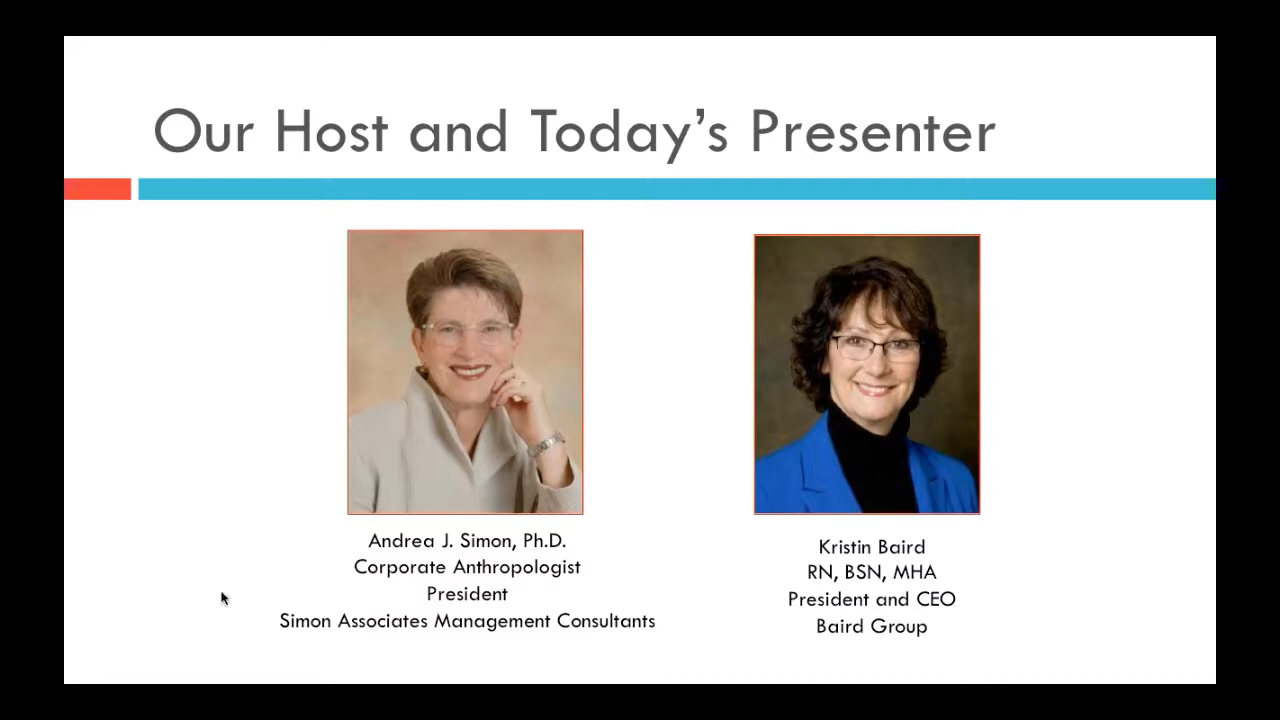 Our Host and Today’s Presenter
Andrea J. Simon, Ph.D.
Corporate Anthropologist
President
Simon Associates Management Consultants
Kristin Baird
RN, BSN, MHA
President and CEO
Baird Group